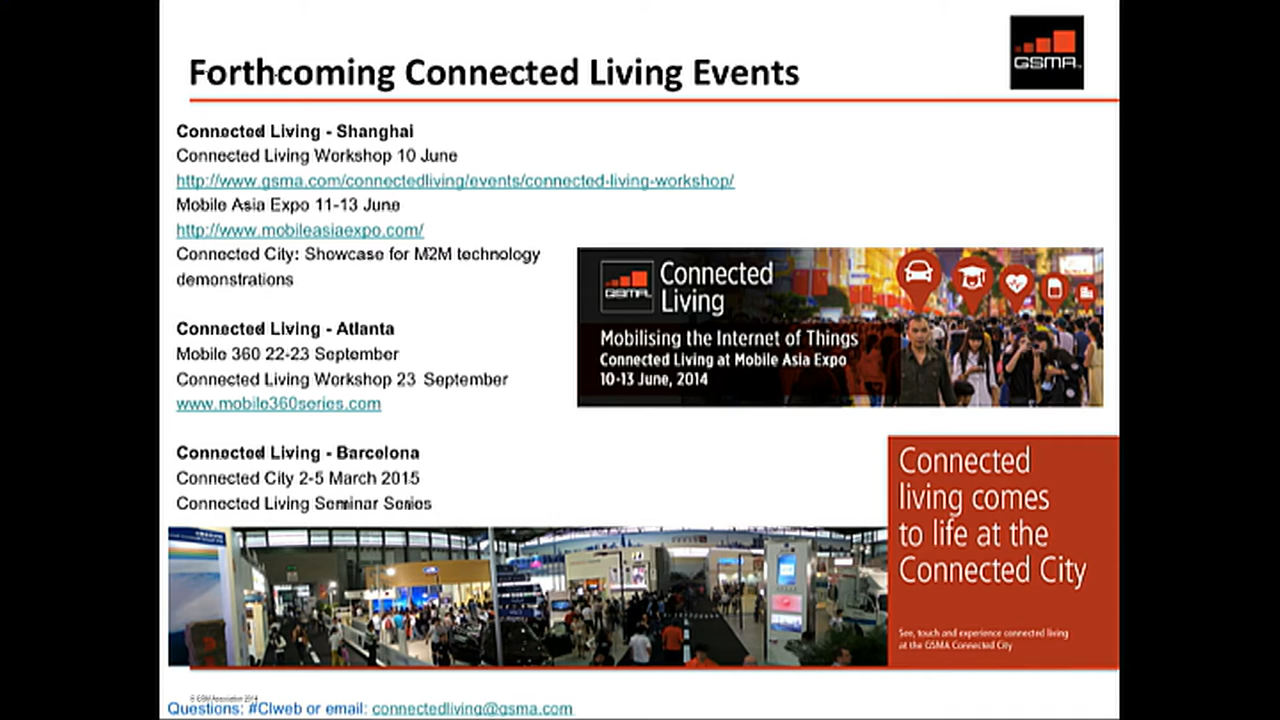 Forthcoming Connected Living Events
GSMA
Connected Living - Shanghai
Connected Living Workshop 10 June
http://www.gsma.com/connectedliving/events/connected-living-workshop/
Mobile Asia Expo 11-13 June
http://www.mobileasiaexpo.com/
Connected City: Showcase for M2M technology
demonstrations
Connected Living - Atlanta
Mobile 360 22-23 September
Connected Living Workshop 23 September
www.mobile360series.com
Connected Living - Barcelona
Connected City 2-5 March 2015
Connected Living Seminar Series
GSMA
Connected
Living
Mobilising the Internet of Things
Connected Living at Mobile Asia Expo
10-13 June, 2014
Connected
living comes
to life at the
Connected City
See, touch and experience connected living
at the GSMA Connected City
© GSM Association 2014
Questions: #CIweb or email: connectedliving@gsma.com